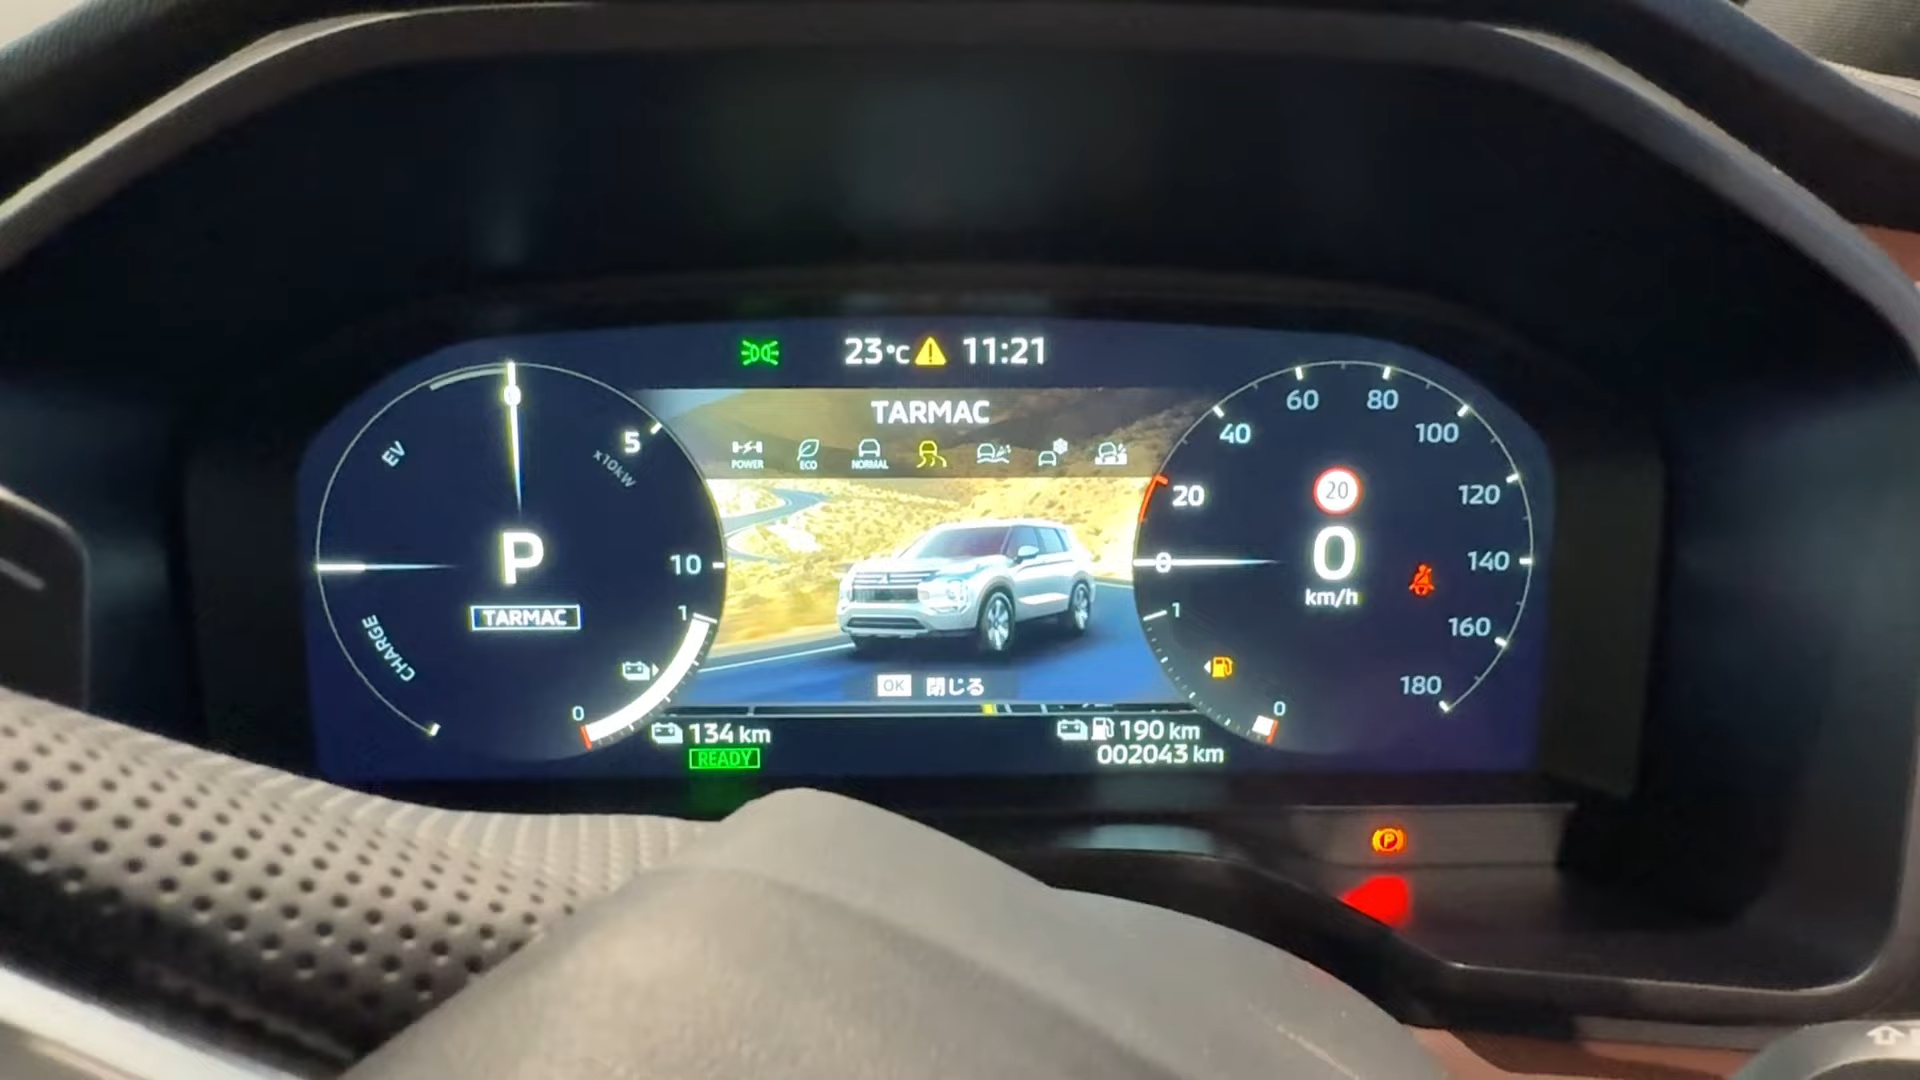 23°C 11:21
TARMAC
POWER ECO NORMAL
EV
0
5
x10kW
10
CHARGE
P
TARMAC
1
0
OK 閉じる
134 km
READY
190 km
002043 km
0
20
40
60
80
100
120
140
160
180
20
0
km/h
1
0
P